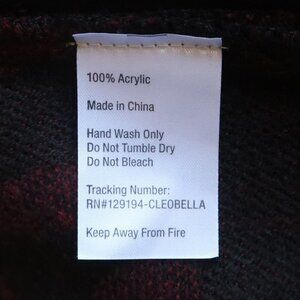 100% Acrylic
Made in China
Hand Wash Only
Do Not Tumble Dry
Do Not Bleach
Tracking Number:
RN#129194-CLEOBELLA
Keep Away From Fire